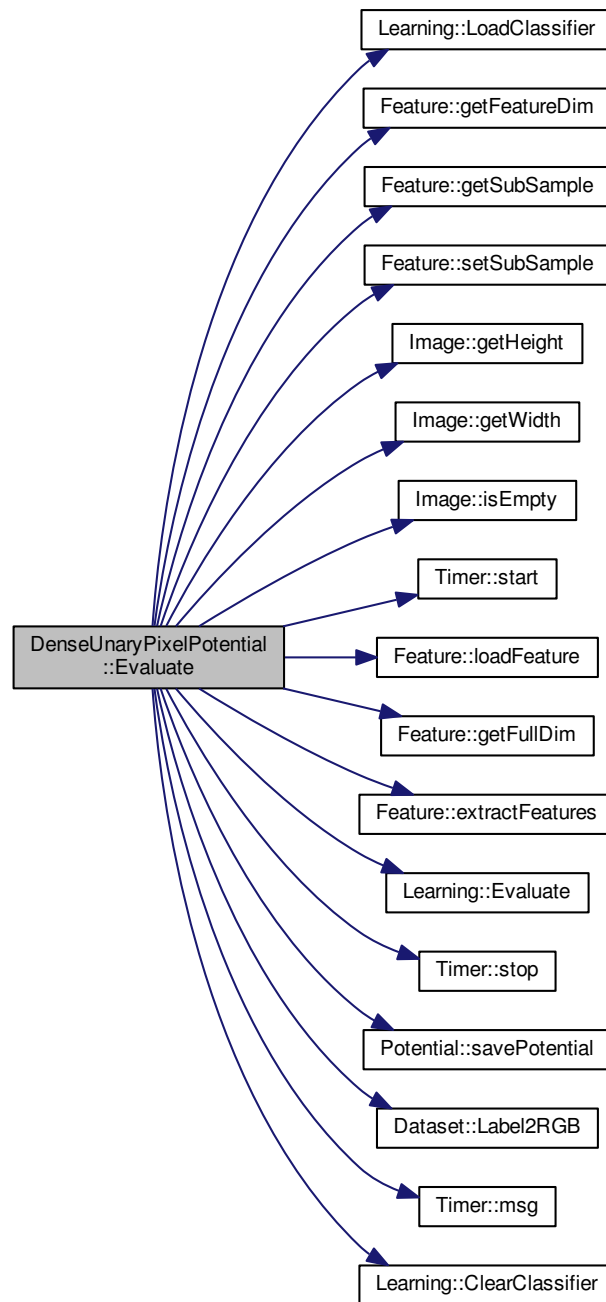 Learning::LoadClassifier
Feature::getFeatureDim
Feature::getSubSample
Feature::setSubSample
Image::getHeight
Image::getWidth
Image::isEmpty
Timer::start
DenseUnaryPixelPotential
::Evaluate
Feature::loadFeature
Feature::getFullDim
Feature::extractFeatures
Learning::Evaluate
Timer::stop
Potential::savePotential
Dataset::Label2RGB
Timer::msg
Learning::ClearClassifier